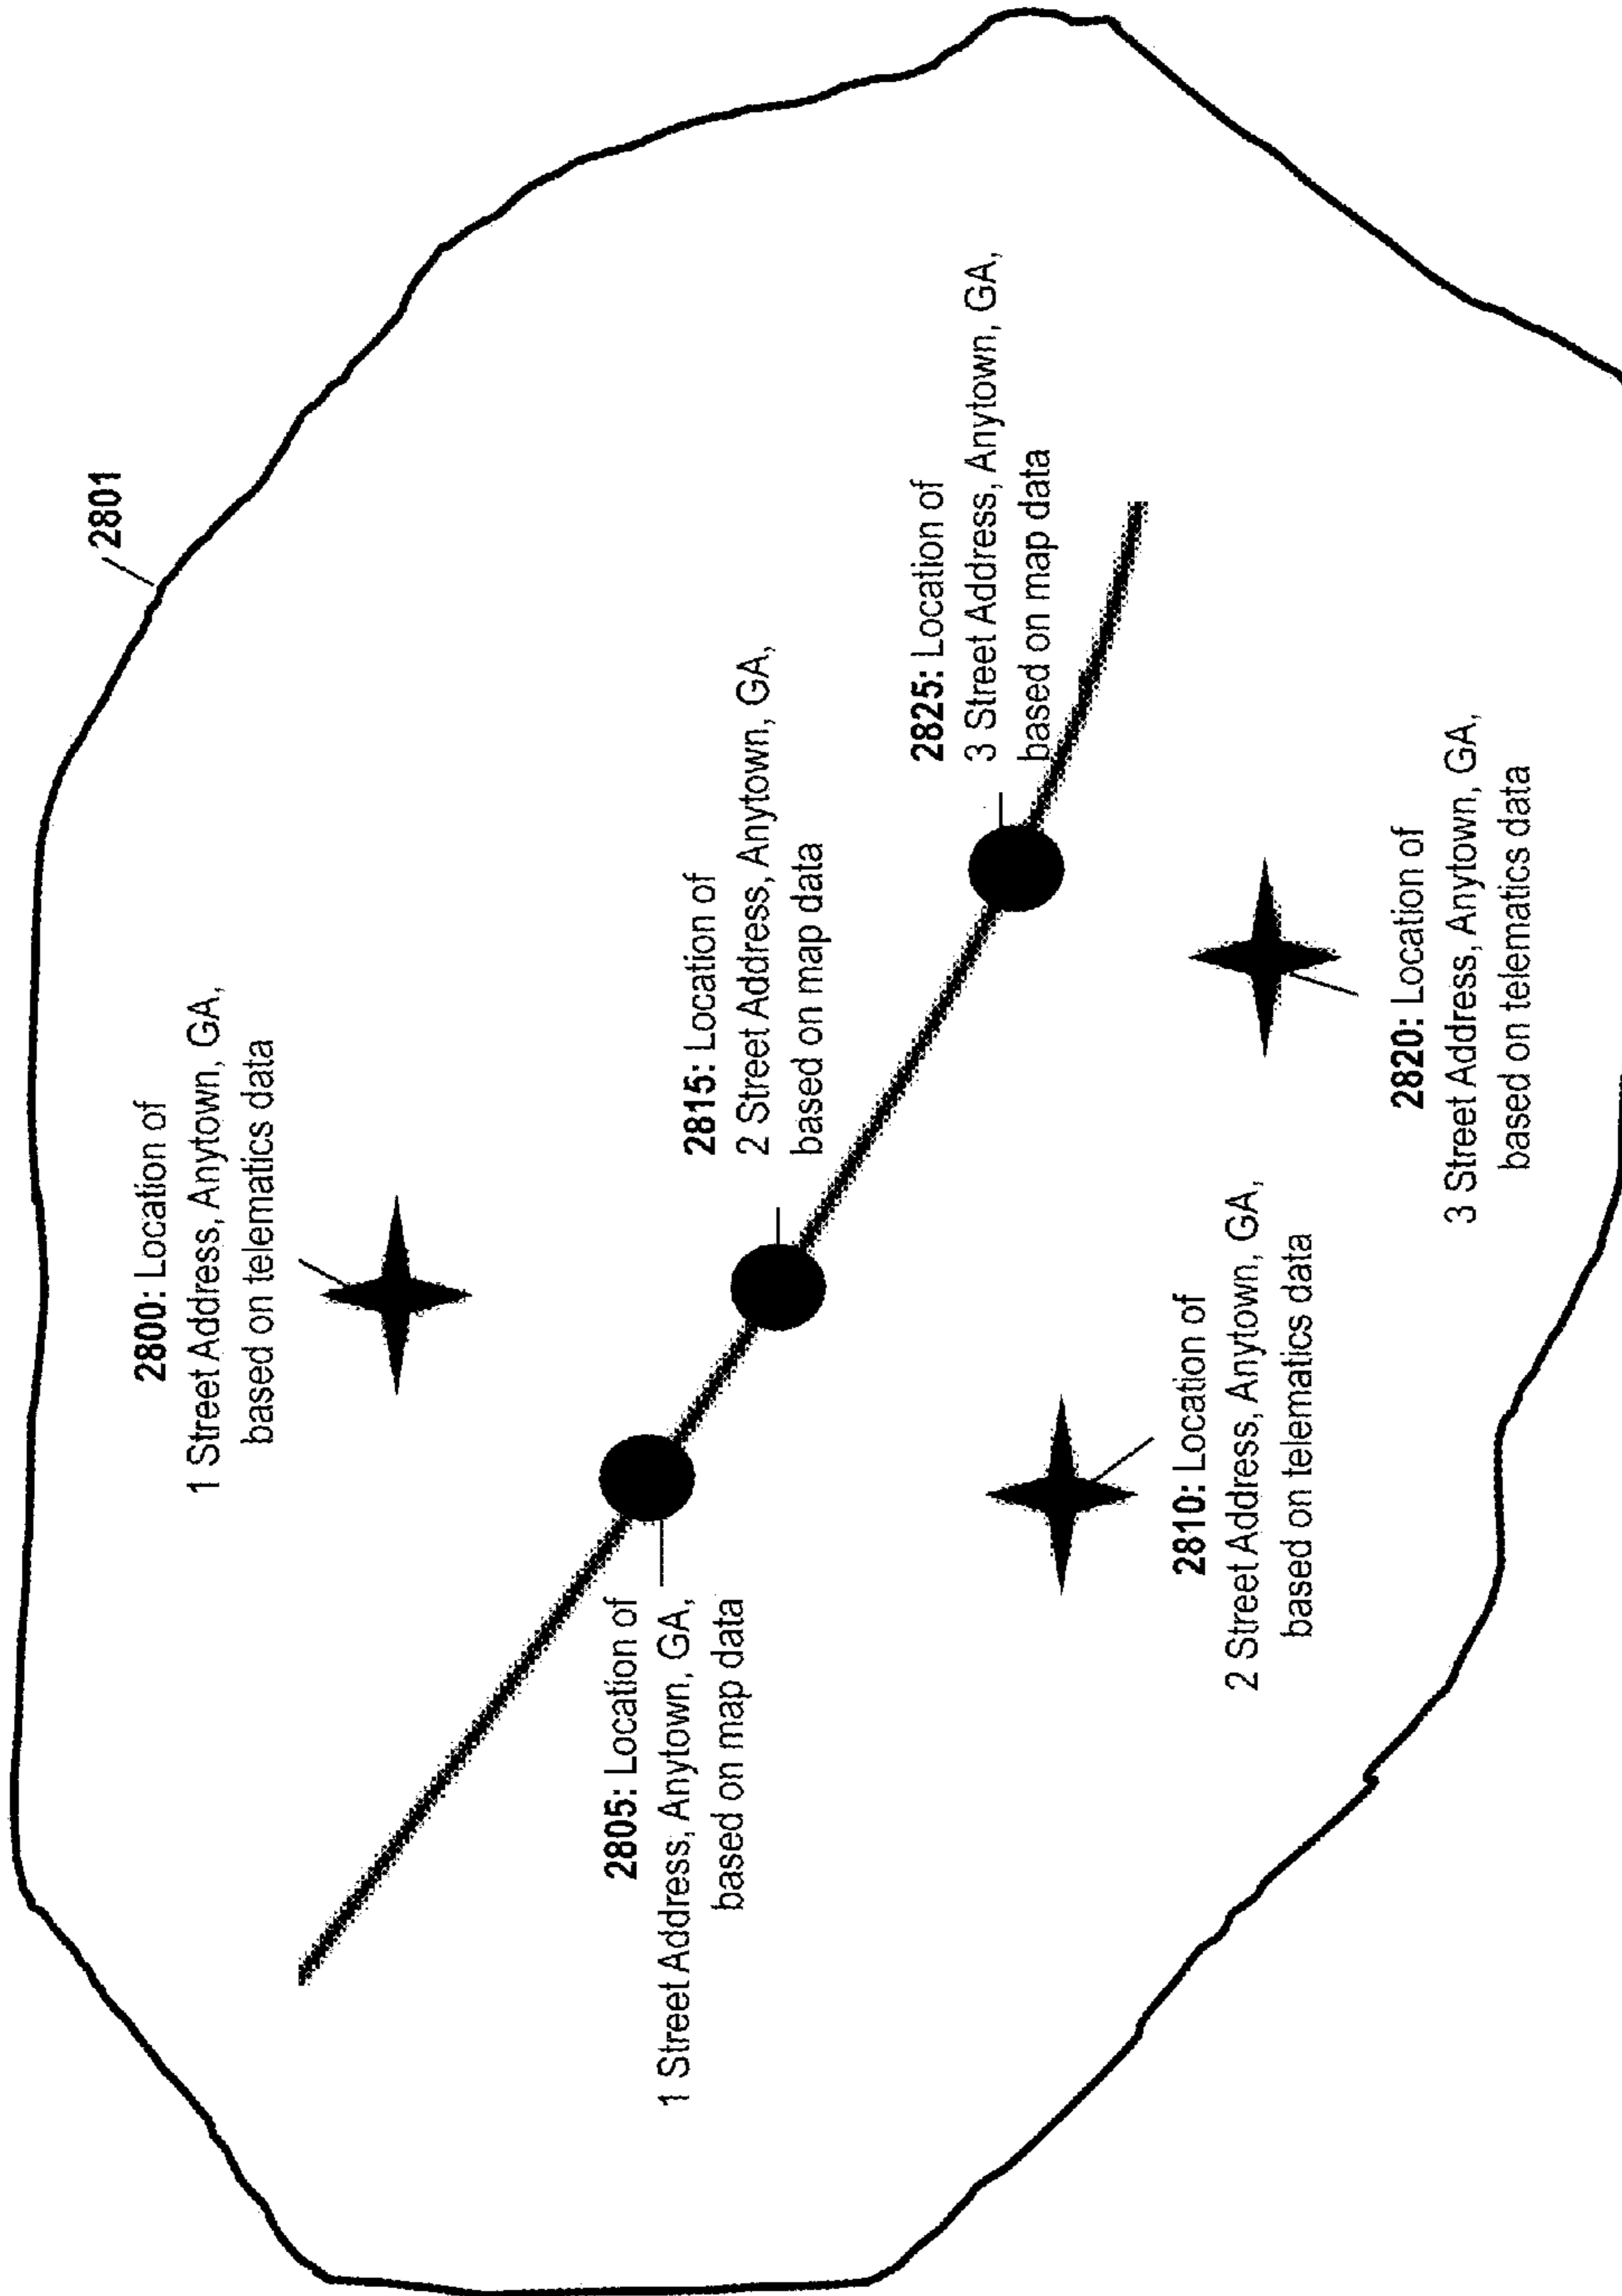 2801
2800: Location of
1 Street Address, Anytown, GA,
based on telematics data
2805: Location of
1 Street Address, Anytown, GA,
based on map data
2815: Location of
2 Street Address, Anytown, GA,
based on map data
2825: Location of
3 Street Address, Anytown, GA,
based on map data
2810: Location of
2 Street Address, Anytown, GA,
based on telematics data
2820: Location of
3 Street Address, Anytown, GA,
based on telematics data